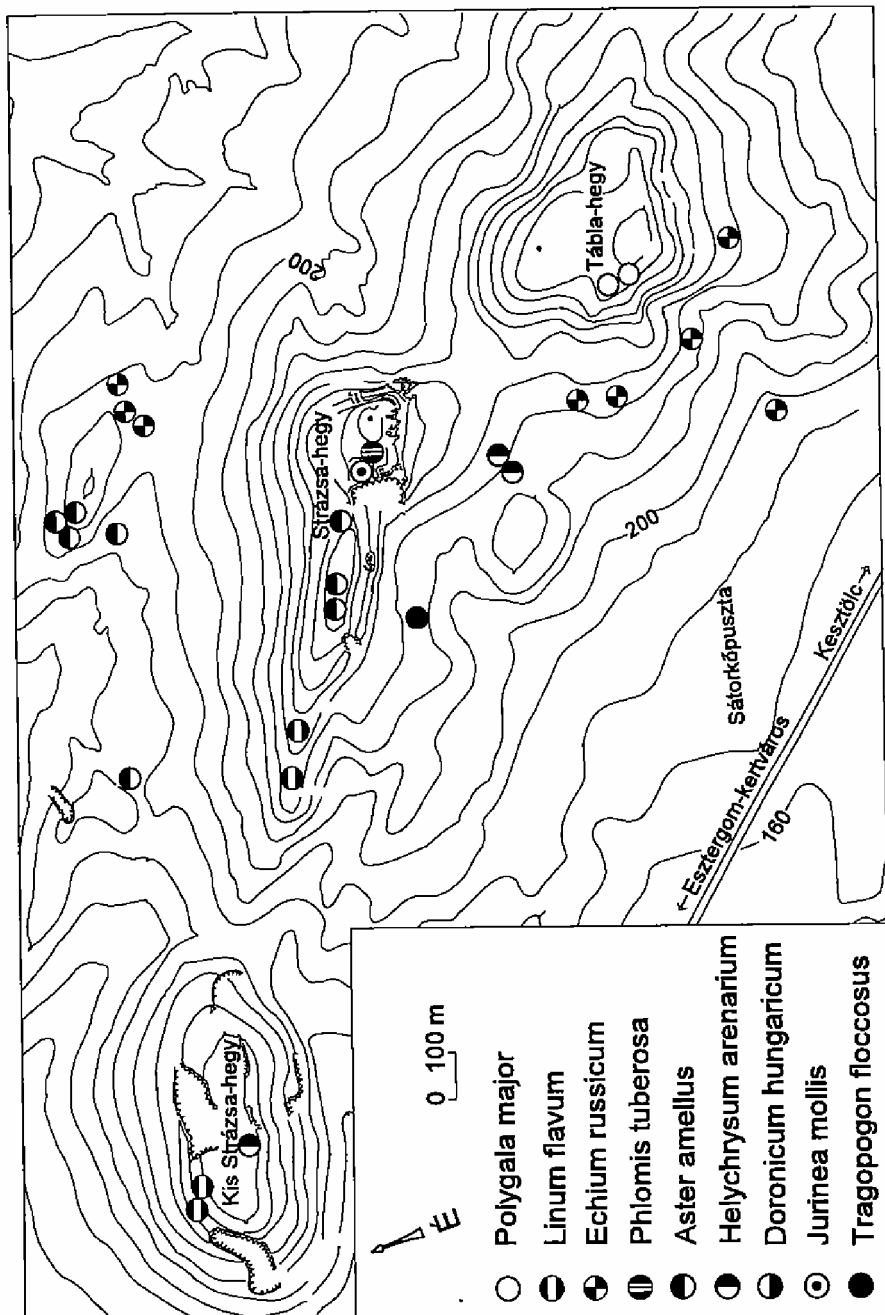 200
Tábla-hegy
Strázsa-hegy
200
Sátorkőpuszta
Kesztölc
Esztergom-kertváros
160
Kis Strázsa-hegy
É
0 100 m
Polygala major
Linum flavum
Echium russicum
Phlomis tuberosa
Aster amellus
Helychrysum arenarium
Doronicum hungaricum
Jurinea mollis
Tragopogon floccosus